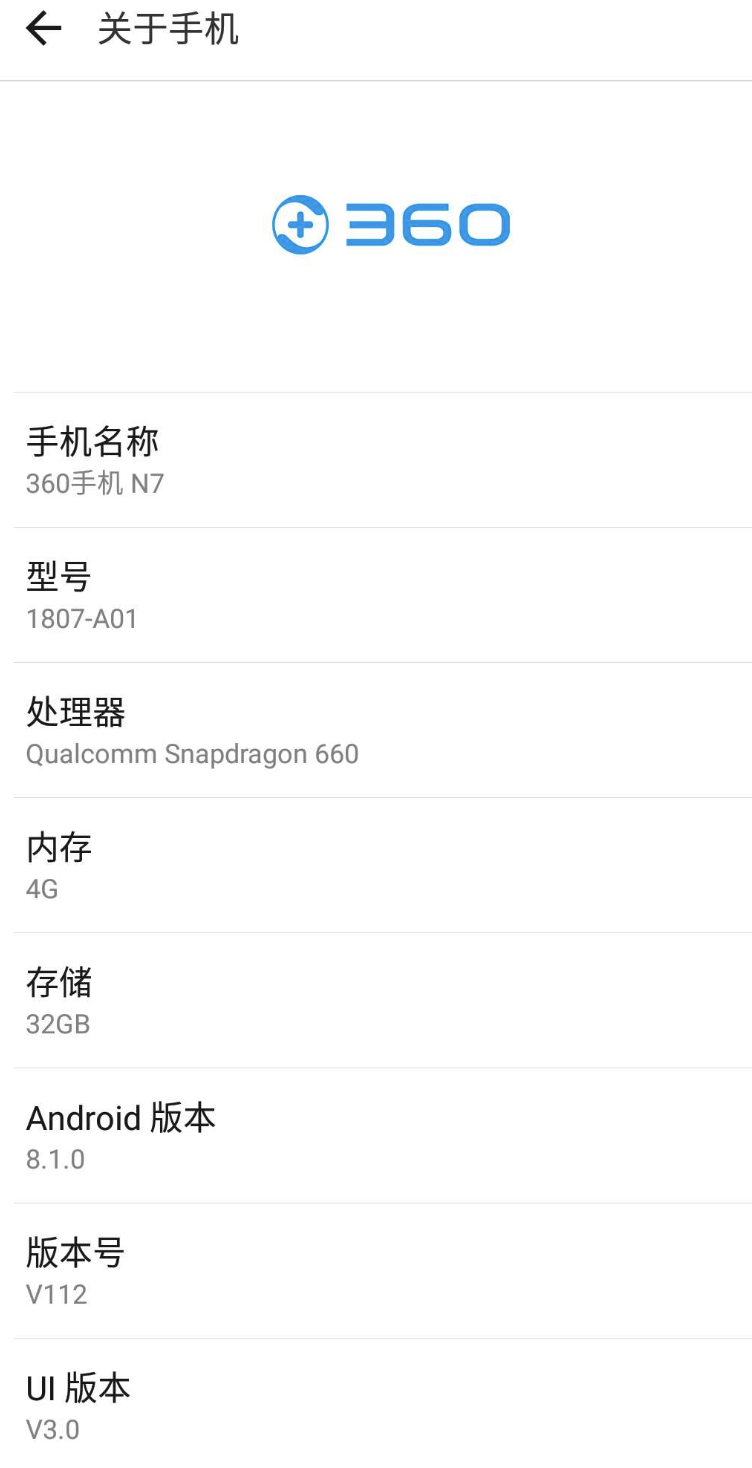 关于手机
360
手机名称
360手机 N7
型号
1807-A01
处理器
Qualcomm Snapdragon 660
内存
4G
存储
32GB
Android 版本
8.1.0
版本号
V112
UI 版本
V3.0